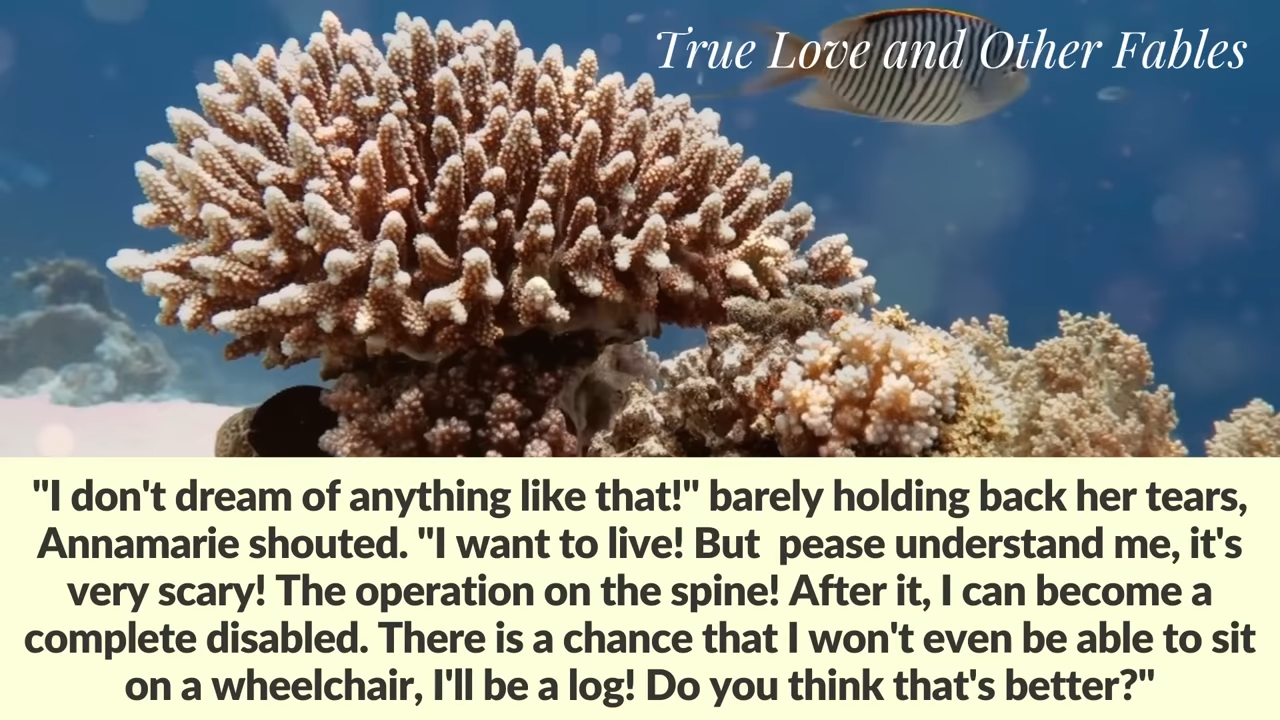 True Love and Other Fables
"I don't dream of anything like that!" barely holding back her tears,
Annamarie shouted. "I want to live! But  pease understand me, it's
very scary! The operation on the spine! After it, I can become a
complete disabled. There is a chance that I won't even be able to sit
on a wheelchair, I'll be a log! Do you think that's better?"